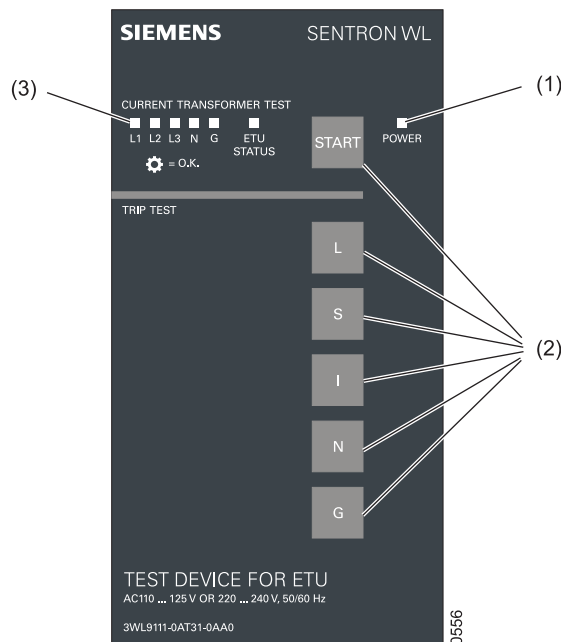 SIEMENS SENTRON WL
(3)
(1)
CURRENT TRANSFORMER TEST
L1 L2 L3 N G ETU STATUS
START
POWER
= O.K.
TRIP TEST
L
S
I
N
G
(2)
TEST DEVICE FOR ETU
AC110 ... 125 V OR 220 ... 240 V, 50/60 Hz
3WL9111-0AT31-0AA0
0556